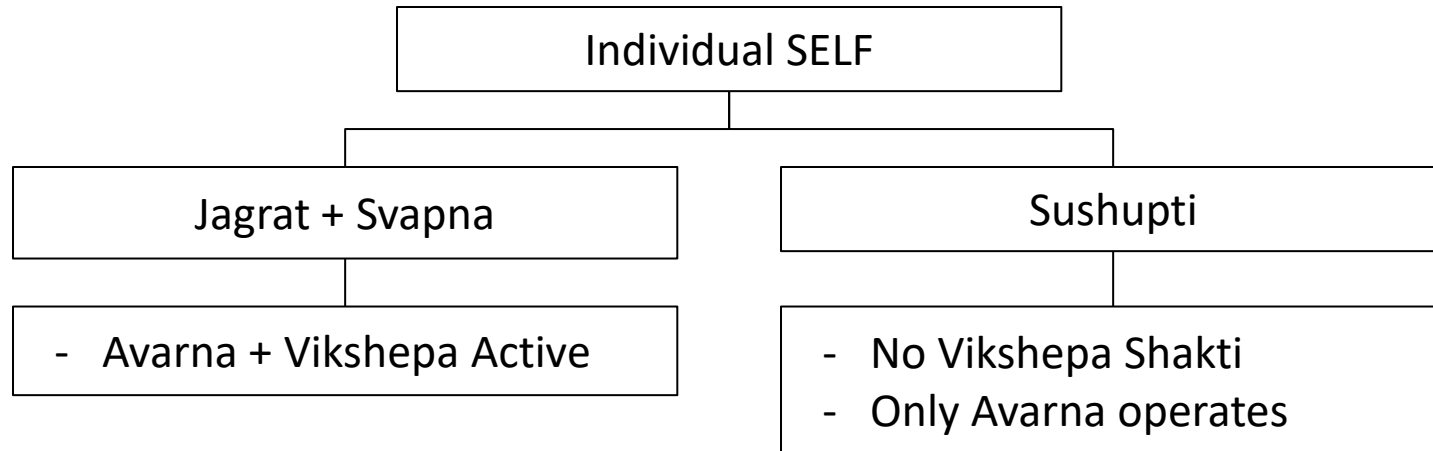 Individual SELF
Jagrat + Svapna
Sushupti
- Avarna + Vikshepa Active
- No Vikshepa Shakti
- Only Avarna operates